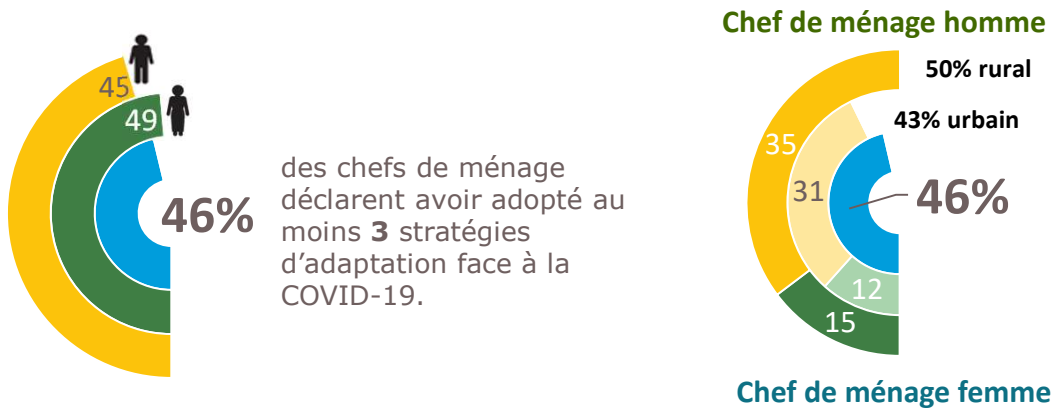 45
49
46%
des chefs de ménage
déclarent avoir adopté au
moins 3 stratégies
d’adaptation face à la
COVID-19.
Chef de ménage homme
50% rural
43% urbain
35
31
46%
12
15
Chef de ménage femme